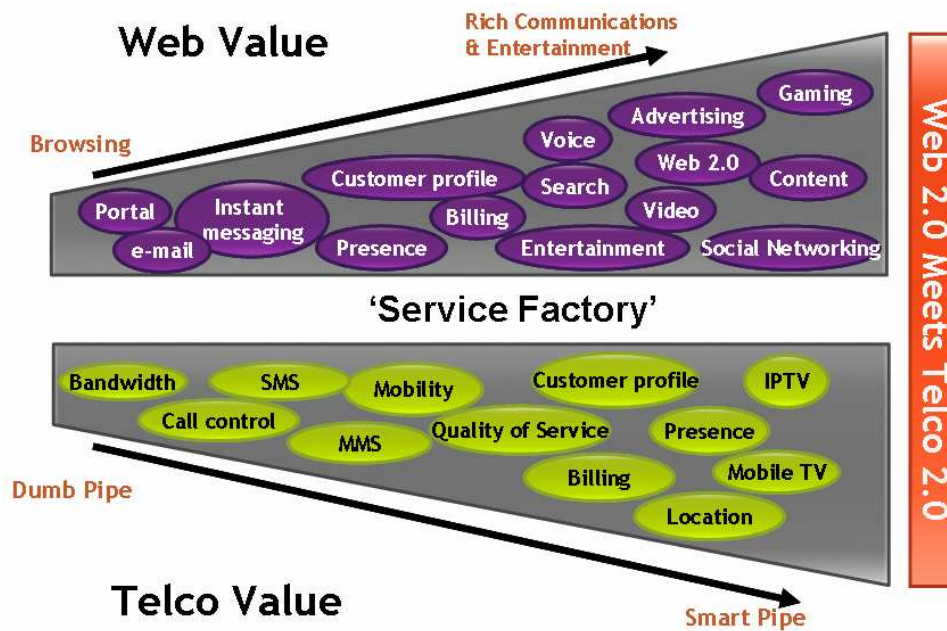 Web Value
Rich Communications
& Entertainment
Browsing
Gaming
Advertising
Voice
Web 2.0
Customer profile
Search
Content
Portal
Instant
messaging
Billing
Video
e-mail
Presence
Entertainment
Social Networking
'Service Factory'
Bandwidth
SMS
Mobility
Customer profile
IPTV
Call control
MMS
Quality of Service
Presence
Billing
Mobile TV
Location
Dumb Pipe
Telco Value
Smart Pipe
Web 2.0 Meets Telco 2.0